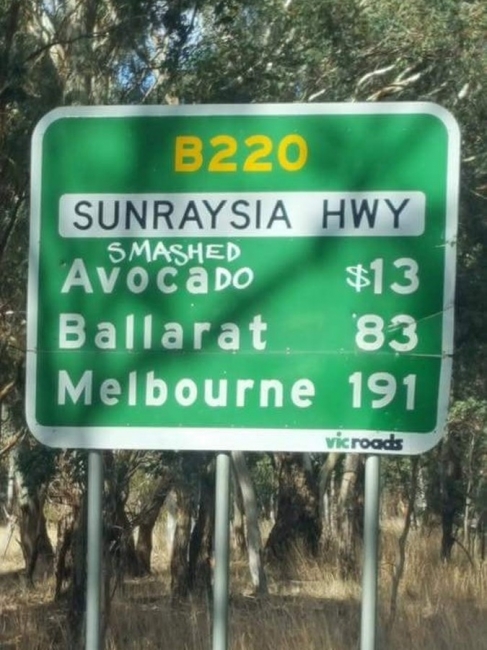 B220
SUNRAYSIA HWY
SMASHED
AvocaDO $13
Ballarat 83
Melbourne 191
vicroads